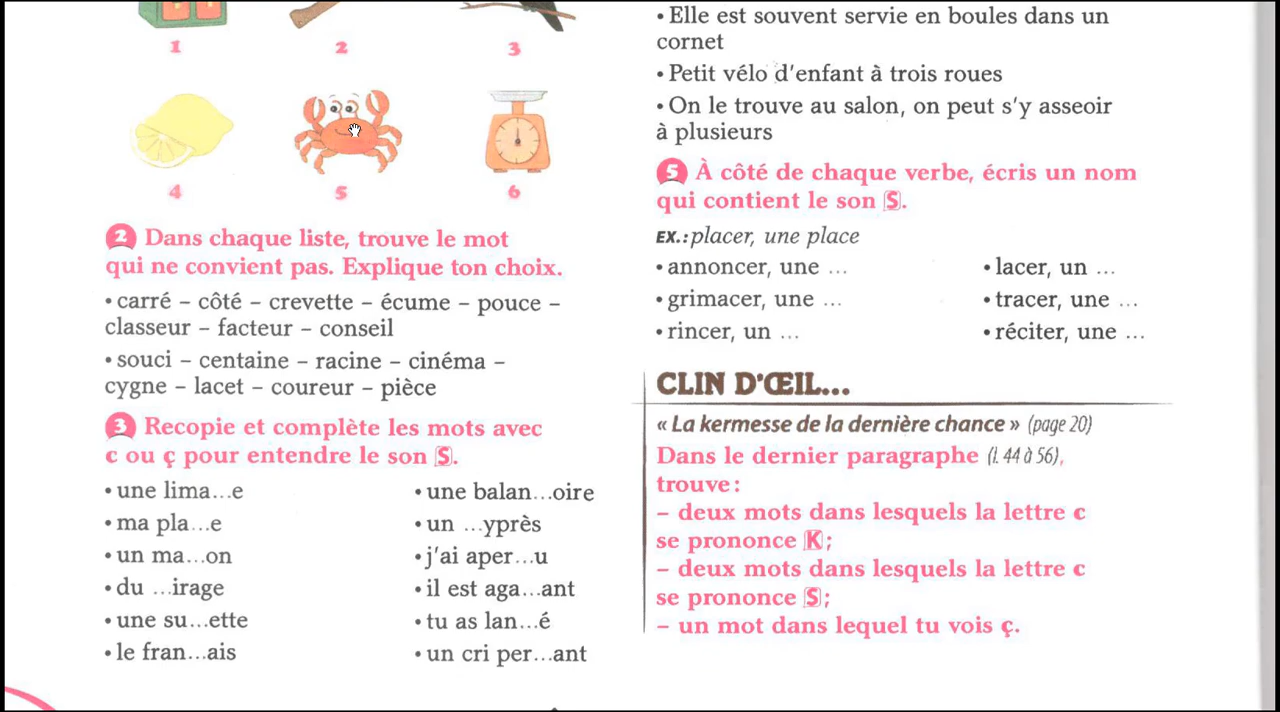 1
2
3
4
5
6
2 Dans chaque liste, trouve le mot
qui ne convient pas. Explique ton choix.
• carré – côté – crevette – écume – pouce –
classeur – facteur – conseil
• souci – centaine – racine – cinéma –
cygne – lacet – coureur – pièce
3 Recopie et complète les mots avec
c ou ç pour entendre le son S.
• une lima...e
• ma pla...e
• un ma...on
• du ...irage
• une su...ette
• le fran...ais
• une balan...oire
• un ...yprès
• j'ai aper...u
• il est aga...ant
• tu as lan...é
• un cri per...ant
• Elle est souvent servie en boules dans un
cornet
• Petit vélo d'enfant à trois roues
• On le trouve au salon, on peut s'y asseoir
à plusieurs
5 À côté de chaque verbe, écris un nom
qui contient le son S.
EX.: placer, une place
• annoncer, une ...
• grimacer, une ...
• rincer, un ...
• lacer, un ...
• tracer, une ...
• réciter, une ...
CLIN D'ŒIL...
« La kermesse de la dernière chance » (page 20)
Dans le dernier paragraphe (l. 44 à 56),
trouve :
– deux mots dans lesquels la lettre c
se prononce K ;
– deux mots dans lesquels la lettre c
se prononce S ;
– un mot dans lequel tu vois ç.